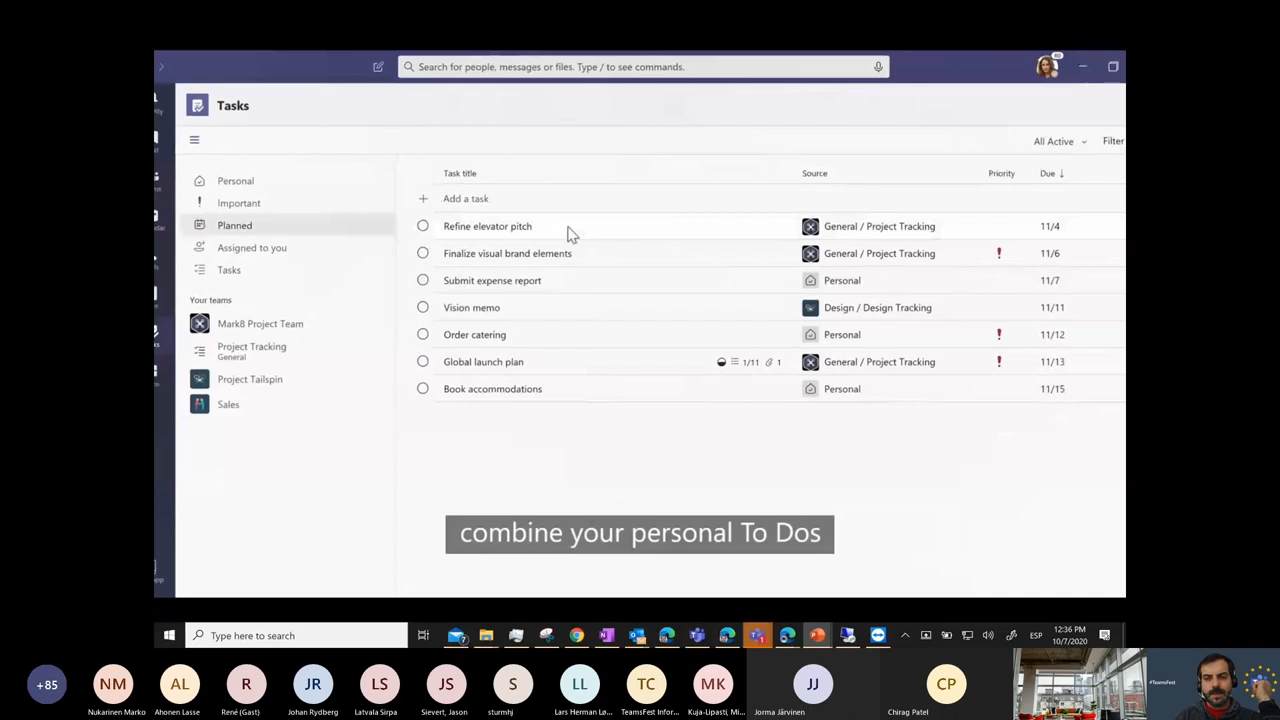 Search for people, messages or files. Type / to see commands.
Tasks
All Active
Filter
Personal
Important
Planned
Assigned to you
Tasks
Your teams
Mark8 Project Team
Project Tracking
General
Project Tailspin
Sales
Task title
Source
Priority
Due ↓
+ Add a task
Refine elevator pitch
General / Project Tracking
11/4
Finalize visual brand elements
General / Project Tracking
11/6
Submit expense report
Personal
11/7
Vision memo
Design / Design Tracking
11/11
Order catering
Personal
11/12
Global launch plan
1/11
1
General / Project Tracking
11/13
Book accommodations
Personal
11/15
combine your personal To Dos
Type here to search
ESP
12:36 PM
10/7/2020
+85
NM
AL
R
JR
LS
JS
S
LL
TC
MK
JJ
CP
#TeamsFest
Nukarinen Marko
Ahonen Lasse
René (Gast)
Johan Rydberg
Latvala Sirpa
Sievert, Jason
sturmhj
Lars Herman Lø...
TeamsFest Infor...
Kuja-Lipasti, Mi...
Jorma Järvinen
Chirag Patel